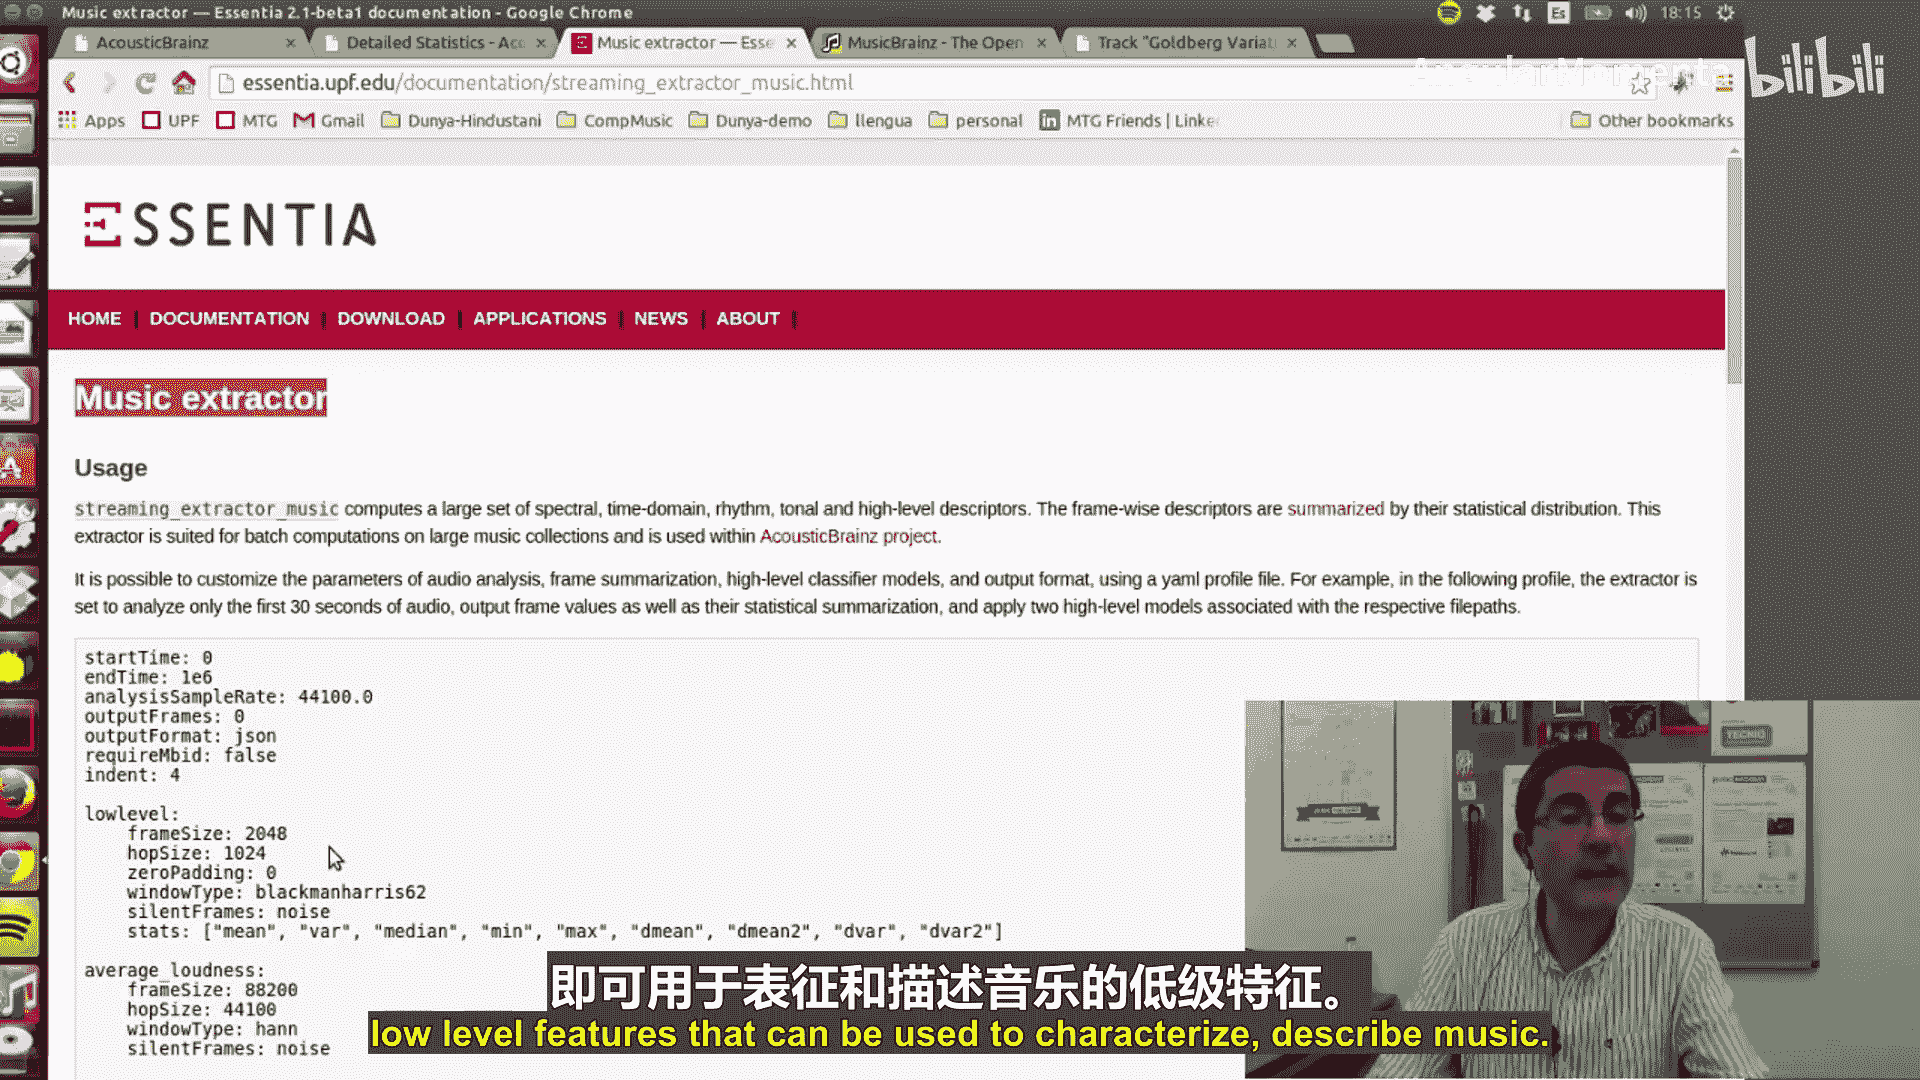 Music extractor — Essentia 2.1-beta1 documentation - Google Chrome
Es
18:15
AcousticBrainz
Detailed Statistics - Aco
Music extractor — Esse
MusicBrainz - The Open
Track "Goldberg Variat
essentia.upf.edu/documentation/streaming_extractor_music.html
AngularMomenta
bilibili
Apps
UPF
MTG
Gmail
Dunya-Hindustani
CompMusic
Dunya-demo
llengua
personal
MTG Friends | Linke
Other bookmarks
ESSENTIA
HOME | DOCUMENTATION | DOWNLOAD | APPLICATIONS | NEWS | ABOUT |
Music extractor
Usage
streaming_extractor_music computes a large set of spectral, time-domain, rhythm, tonal and high-level descriptors. The frame-wise descriptors are summarized by their statistical distribution. This
extractor is suited for batch computations on large music collections and is used within AcousticBrainz project.
It is possible to customize the parameters of audio analysis, frame summarization, high-level classifier models, and output format, using a yaml profile file. For example, in the following profile, the extractor is
set to analyze only the first 30 seconds of audio, output frame values as well as their statistical summarization, and apply two high-level models associated with the respective filepaths.
startTime: 0
endTime: 1e6
analysisSampleRate: 44100.0
outputFrames: 0
outputFormat: json
requireMbid: false
indent: 4
lowlevel:
frameSize: 2048
hopSize: 1024
zeroPadding: 0
windowType: blackmanharris62
silentFrames: noise
stats: ["mean", "var", "median", "min", "max", "dmean", "dmean2", "dvar", "dvar2"]
average_loudness:
frameSize: 88200
hopSize: 44100
windowType: hann
silentFrames: noise
TECNIO
即可用于表征和描述音乐的低级特征。
low level features that can be used to characterize, describe music.